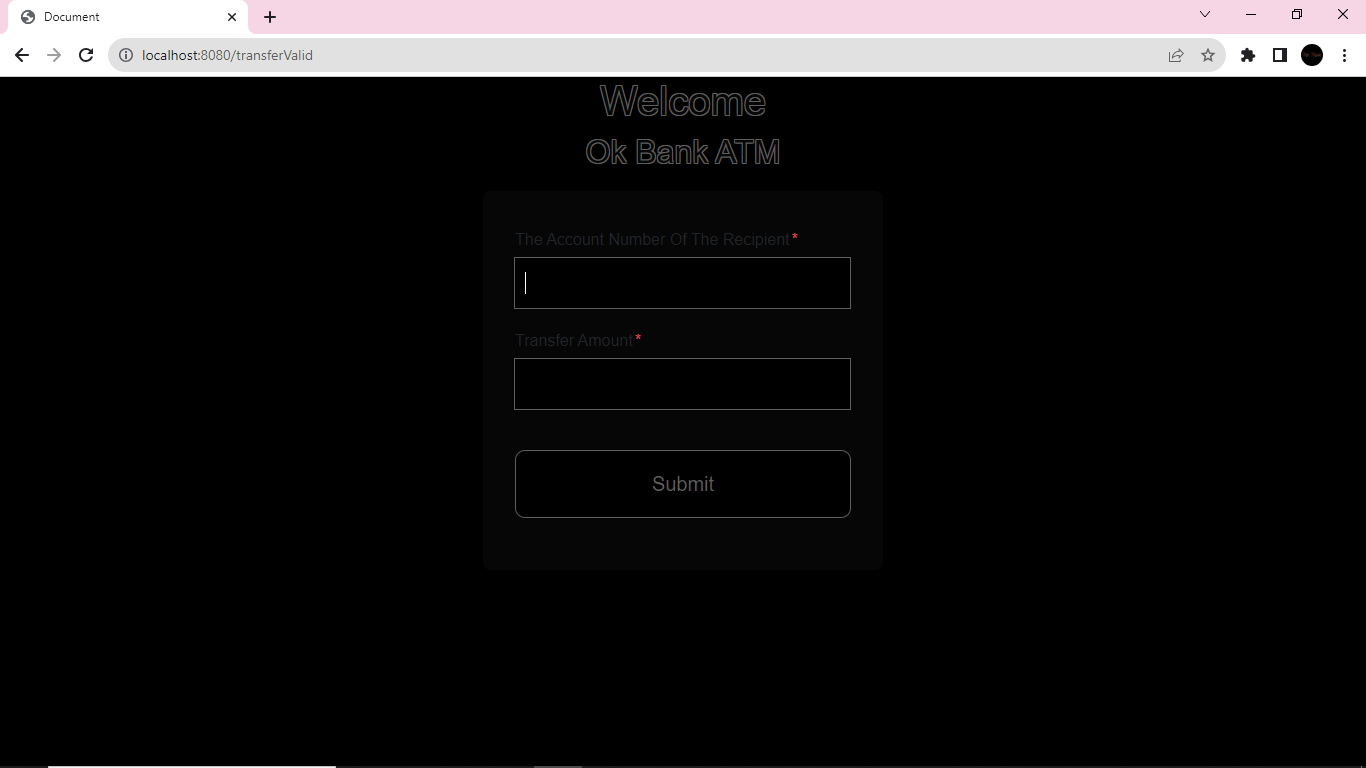 Document
localhost:8080/transferValid
Welcome
Ok Bank ATM
The Account Number Of The Recipient*
Transfer Amount*
Submit